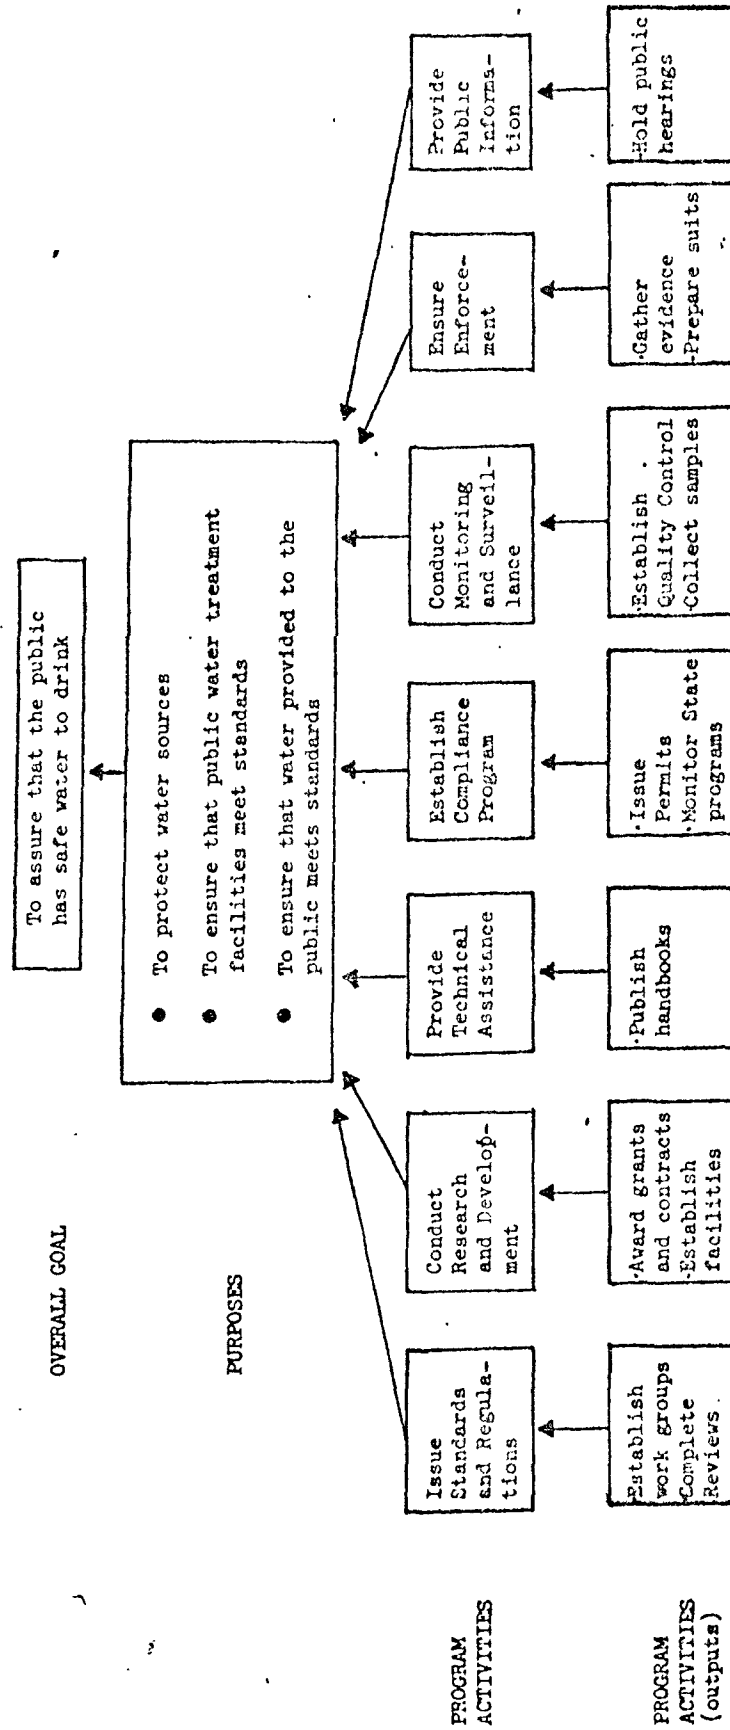 OVERALL GOAL
To assure that the public
has safe water to drink
PURPOSES
● To protect water sources
● To ensure that public water treatment
facilities meet standards
● To ensure that water provided to the
public meets standards
PROGRAM
ACTIVITIES
Issue
Standards
and Regula-
tions
Conduct
Research
and Develop-
ment
Provide
Technical
Assistance
Establish
Compliance
Program
Conduct
Monitoring
and Surveil-
lance
Ensure
Enforce-
ment
Provide
Public
Informa-
tion
PROGRAM
ACTIVITIES
(outputs)
·Establish
work groups
·Complete
Reviews
·Award grants
and contracts
·Establish
facilities
·Publish
handbooks
·Issue
Permits
·Monitor State
programs
·Establish
Quality Control
·Collect samples
·Gather
evidence
·Prepare suits
·Hold public
hearings